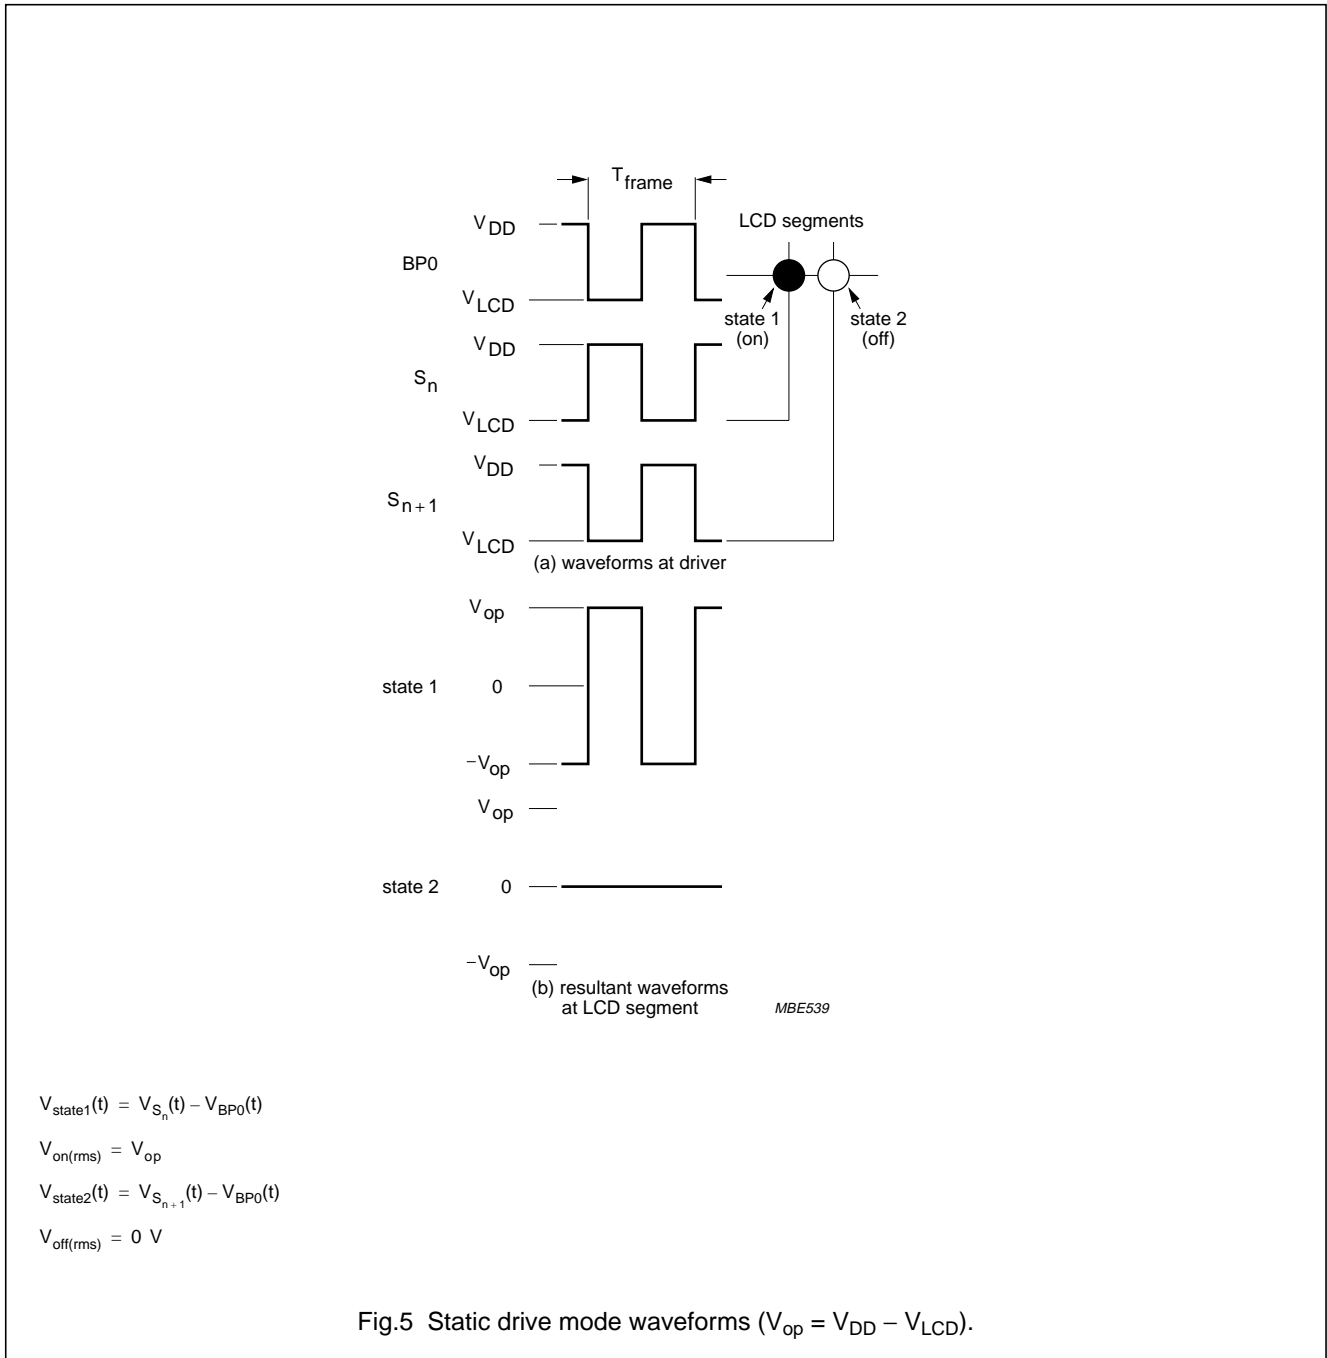 T frame
V DD
LCD segments
BP0
V LCD
state 1
(on)
state 2
(off)
V DD
S n
V LCD
V DD
S n + 1
V LCD
(a) waveforms at driver
V op
state 1 0
−V op
V op
state 2 0
−V op
(b) resultant waveforms
at LCD segment
MBE539
V state1 (t) = V S n (t) – V BP0 (t)
V on(rms) = V op
V state2 (t) = V S n + 1 (t) – V BP0 (t)
V off(rms) = 0 V
Fig.5 Static drive mode waveforms (V op = V DD − V LCD).